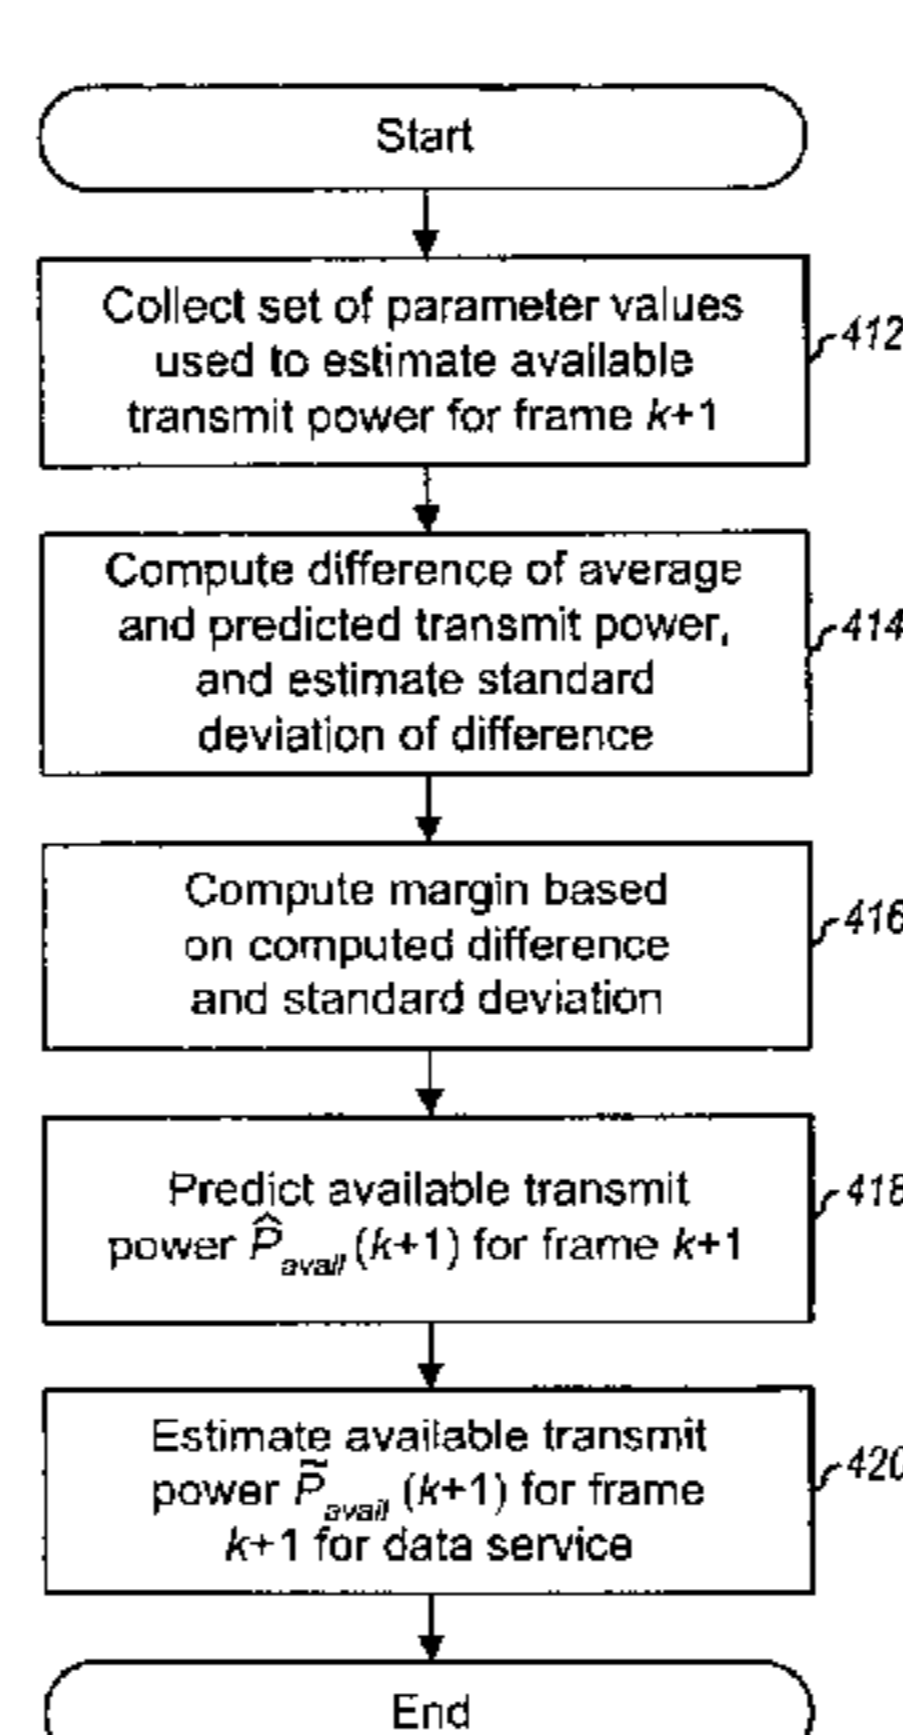 Start
Collect set of parameter values
used to estimate available
transmit power for frame k+1
412
Compute difference of average
and predicted transmit power,
and estimate standard
deviation of difference
414
Compute margin based
on computed difference
and standard deviation
416
Predict available transmit
power P̂avail (k+1) for frame k+1
418
Estimate available transmit
power P̃avail (k+1) for frame
k+1 for data service
420
End